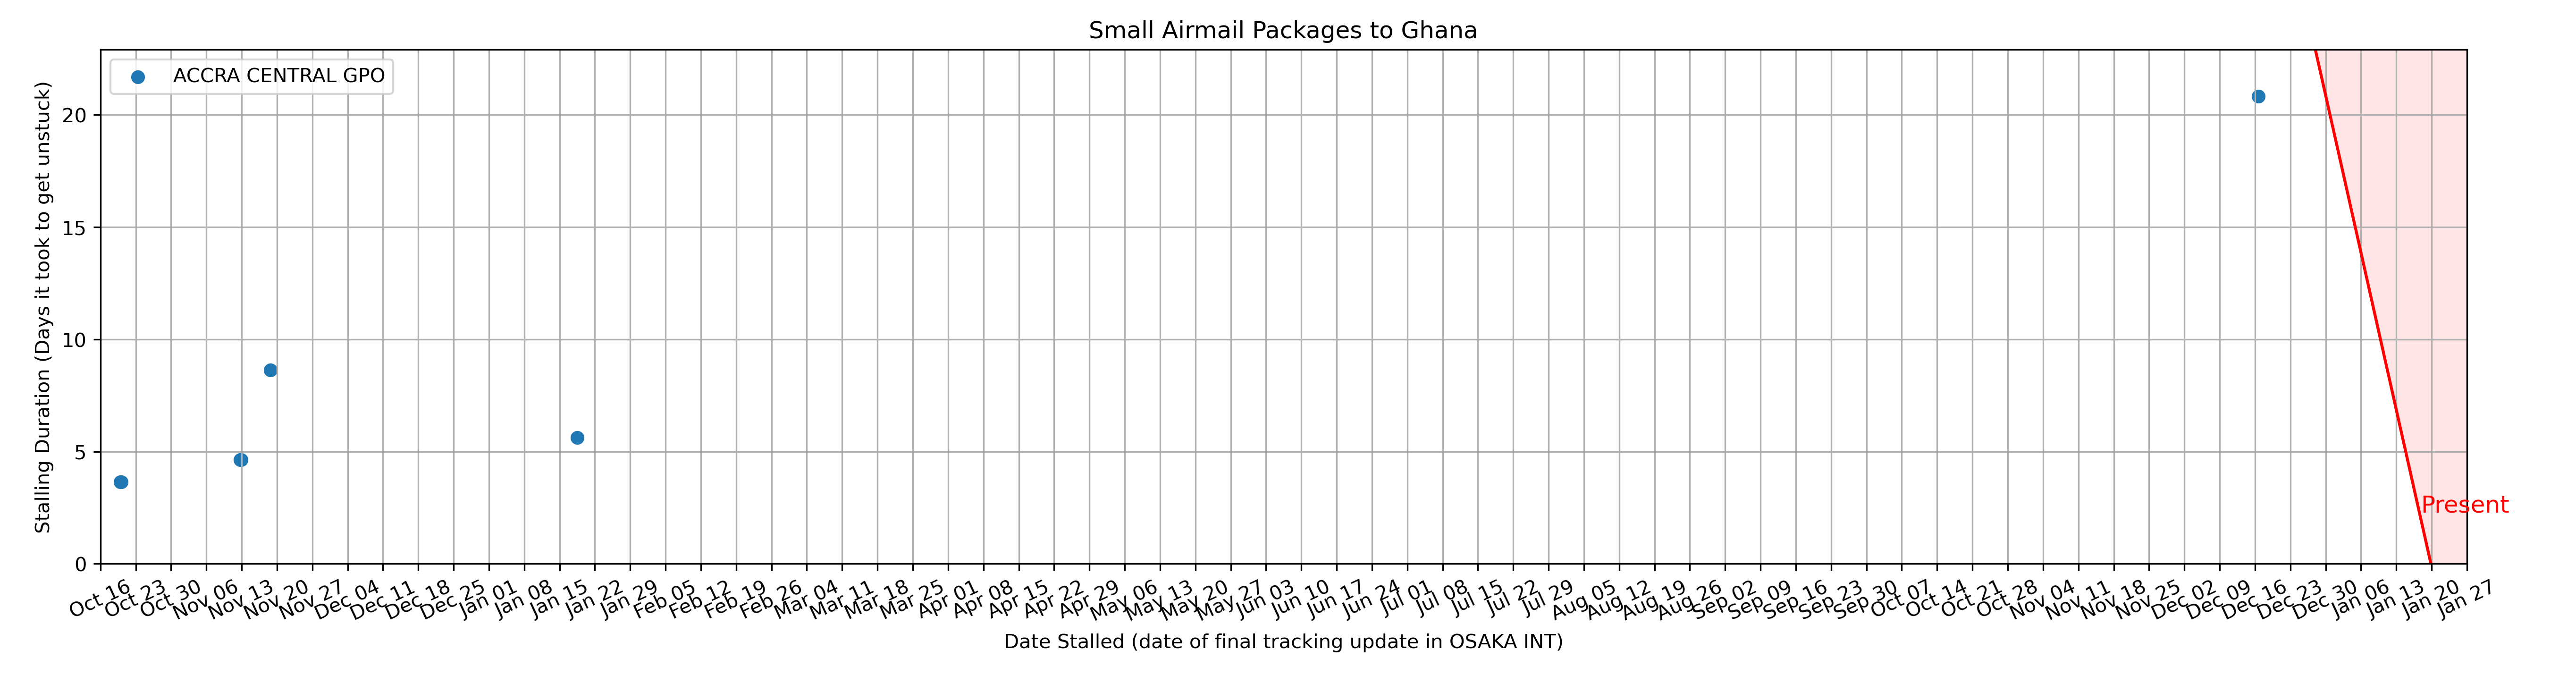 Small Airmail Packages to Ghana
ACCRA CENTRAL GPO
Stalling Duration (Days it took to get unstuck)
20
15
10
5
0
Present
Oct 16 Oct 23 Oct 30 Nov 06 Nov 13 Nov 20 Nov 27 Dec 04 Dec 11 Dec 18 Dec 25 Jan 01 Jan 08 Jan 15 Jan 22 Jan 29 Feb 05 Feb 12 Feb 19 Feb 26 Mar 04 Mar 11 Mar 18 Mar 25 Apr 01 Apr 08 Apr 15 Apr 22 Apr 29 May 06 May 13 May 20 May 27 Jun 03 Jun 10 Jun 17 Jun 24 Jul 01 Jul 08 Jul 15 Jul 22 Jul 29 Aug 05 Aug 12 Aug 19 Aug 26 Sep 02 Sep 09 Sep 16 Sep 23 Sep 30 Oct 07 Oct 14 Oct 21 Oct 28 Nov 04 Nov 11 Nov 18 Nov 25 Dec 02 Dec 09 Dec 16 Dec 23 Dec 30 Jan 06 Jan 13 Jan 20 Jan 27
Date Stalled (date of final tracking update in OSAKA INT)